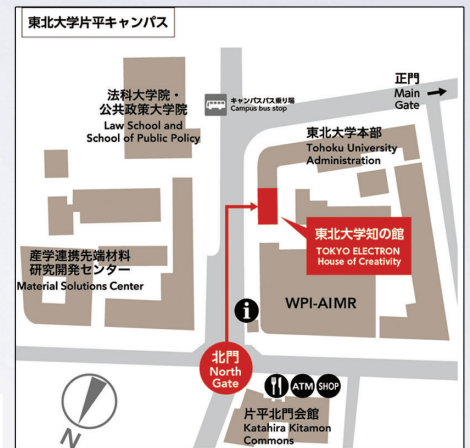 東北大学片平キャンパス
正門
Main
Gate
法科大学院・
公共政策大学院
Law School and
School of Public Policy
キャンパスバス乗り場
Campus bus stop
東北大学本部
Tohoku University
Administration
東北大学知の館
TOKYO ELECTRON
House of Creativity
産学連携先端材料
研究開発センター
Material Solutions Center
WPI-AIMR
北門
North
Gate
ATM
SHOP
片平北門会館
Katahira Kitamon
Commons
N